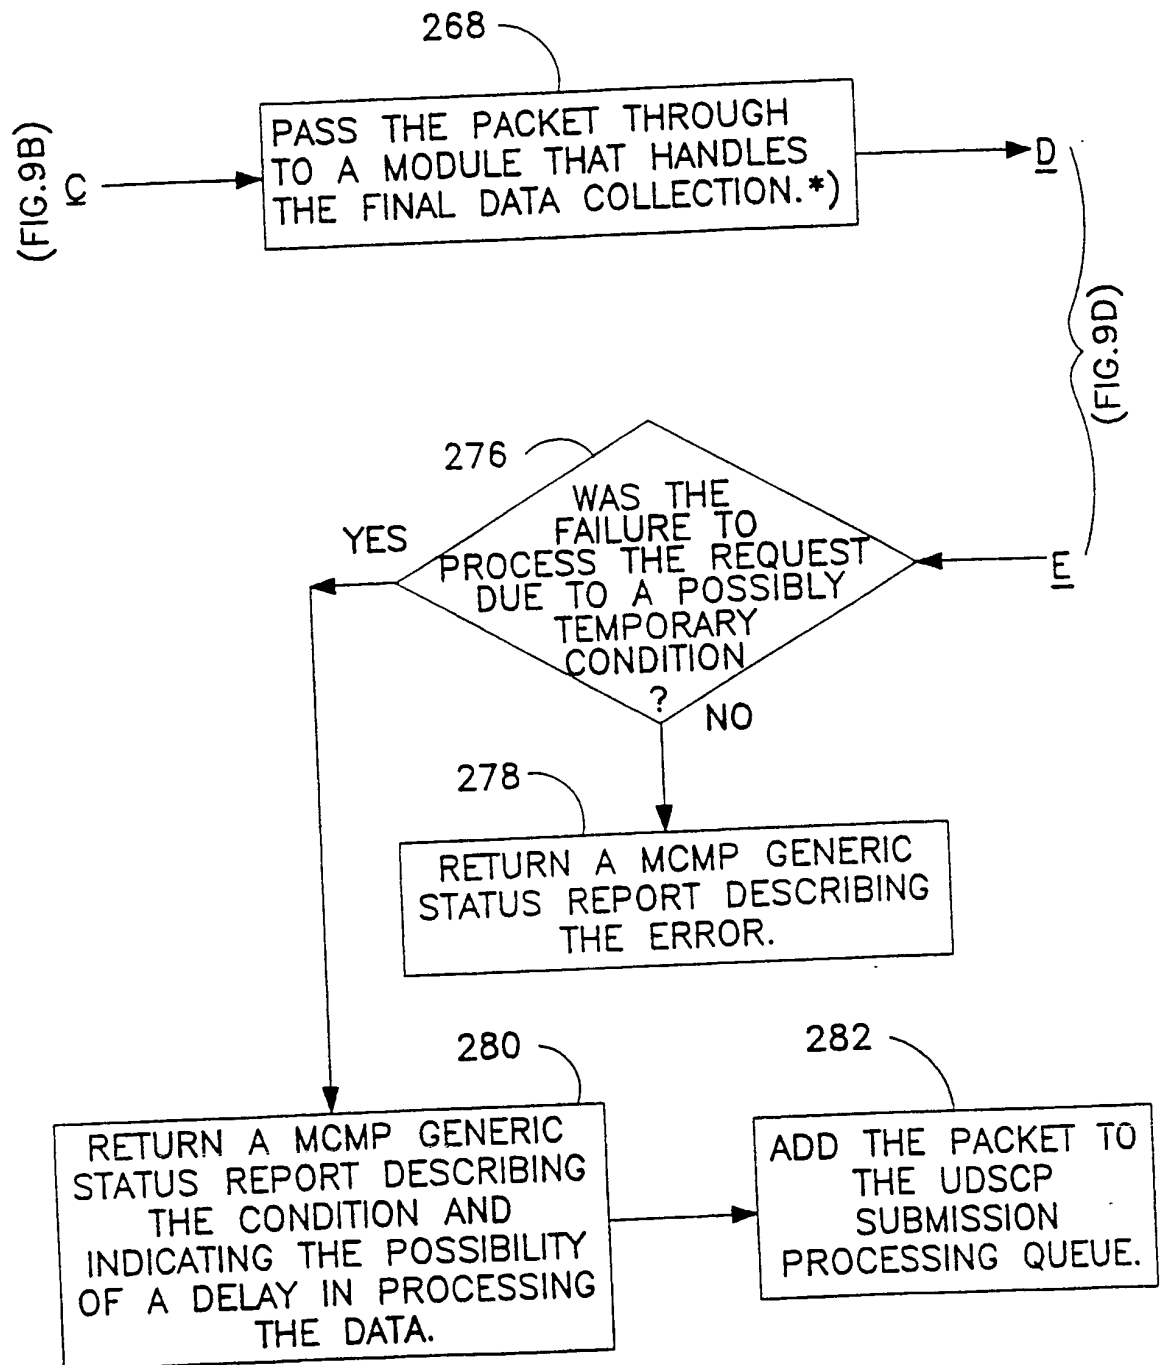 268
(FIG.9B)
C
PASS THE PACKET THROUGH
TO A MODULE THAT HANDLES
THE FINAL DATA COLLECTION.*)
D
(FIG.9D)
276
WAS THE
FAILURE TO
PROCESS THE REQUEST
DUE TO A POSSIBLY
TEMPORARY
CONDITION
?
YES
E
NO
278
RETURN A MCMP GENERIC
STATUS REPORT DESCRIBING
THE ERROR.
280
RETURN A MCMP GENERIC
STATUS REPORT DESCRIBING
THE CONDITION AND
INDICATING THE POSSIBILITY
OF A DELAY IN PROCESSING
THE DATA.
282
ADD THE PACKET TO
THE UDSCP
SUBMISSION
PROCESSING QUEUE.